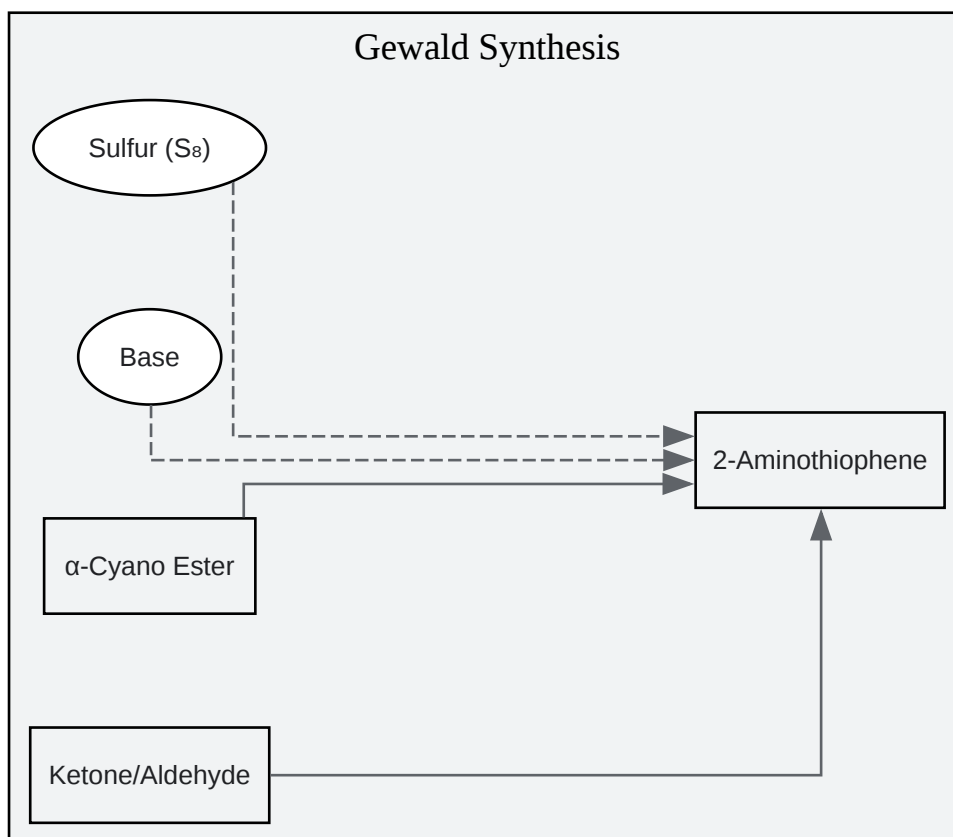 Gewald Synthesis
Sulfur (S₈)
Base
2-Aminothiophene
α-Cyano Ester
Ketone/Aldehyde